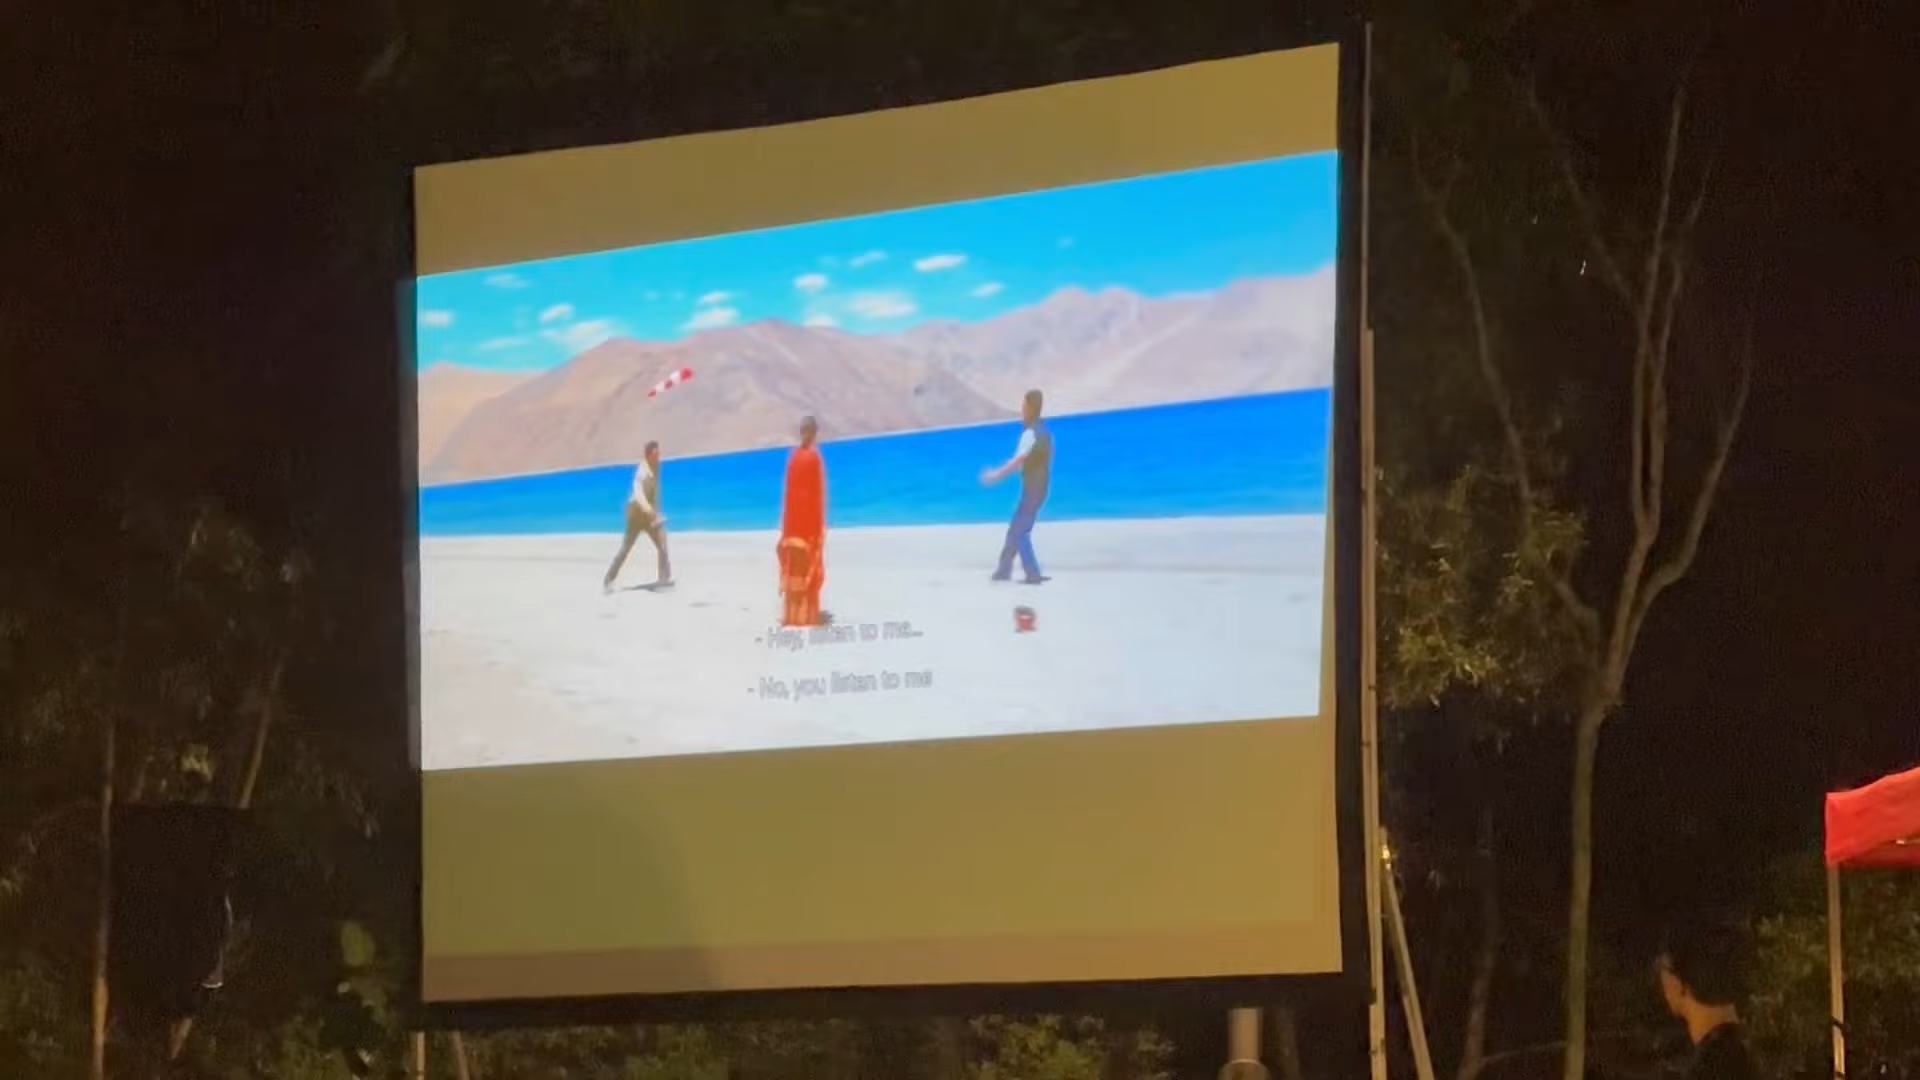 - Hey, listen to me...
- No, you listen to me